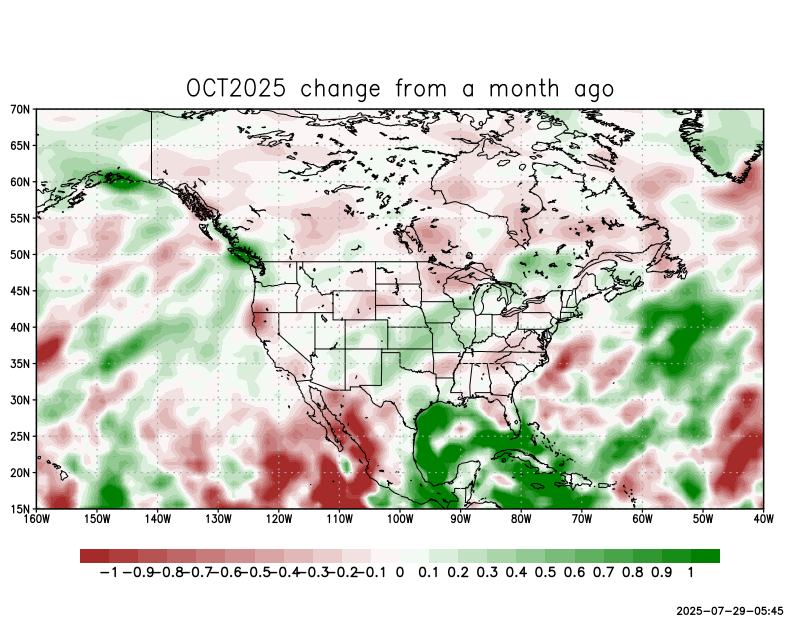 OCT2025 change from a month ago
70N
65N
60N
55N
50N
45N
40N
35N
30N
25N
20N
15N
160W 150W 140W 130W 120W 110W 100W 90W 80W 70W 60W 50W 40W
-1 -0.9 -0.8 -0.7 -0.6 -0.5 -0.4 -0.3 -0.2 -0.1 0 0.1 0.2 0.3 0.4 0.5 0.6 0.7 0.8 0.9 1
2025-07-29-05:45